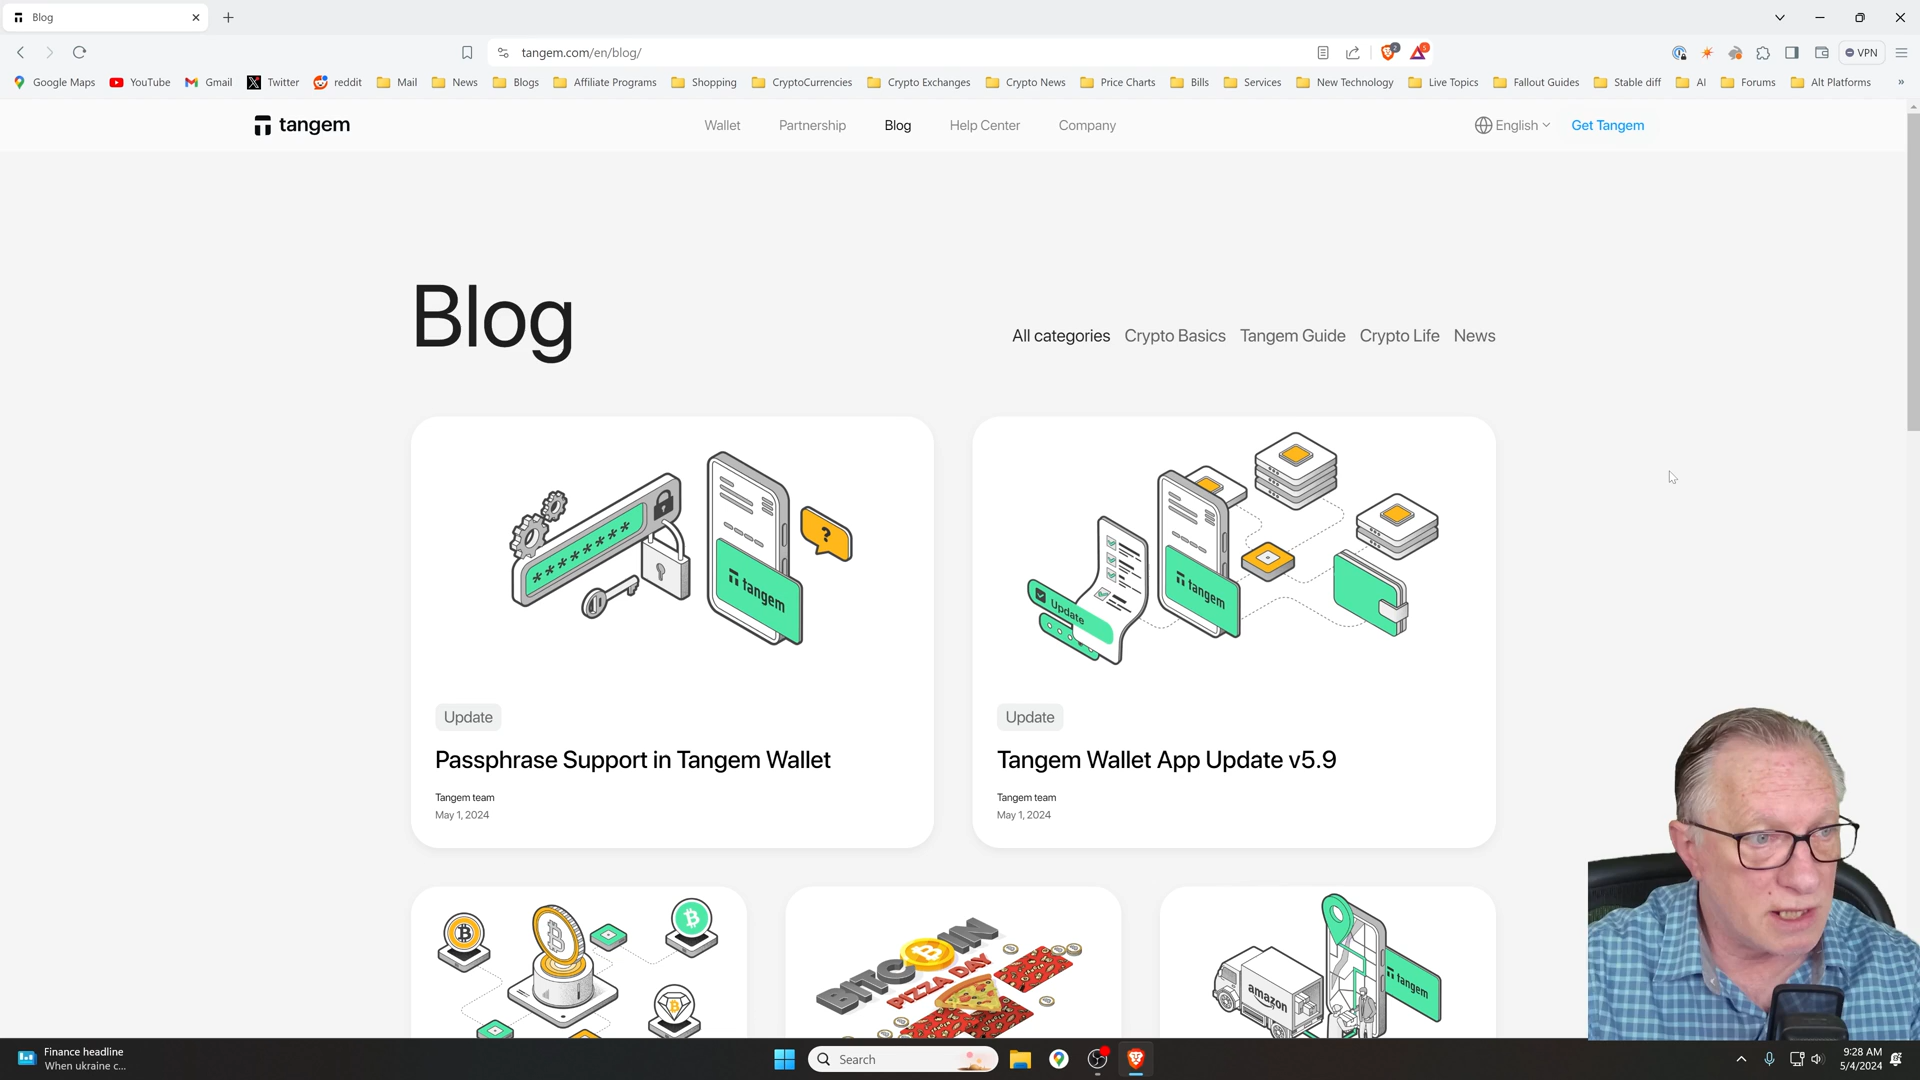 Blog
tangem.com/en/blog/
2
5
VPN
Google Maps
YouTube
Gmail
Twitter
reddit
Mail
News
Blogs
Affiliate Programs
Shopping
CryptoCurrencies
Crypto Exchanges
Crypto News
Price Charts
Bills
Services
New Technology
Live Topics
Fallout Guides
Stable diff
AI
Forums
Alt Platforms
»
tangem
Wallet
Partnership
Blog
Help Center
Company
English
Get Tangem
Blog
All categories
Crypto Basics
Tangem Guide
Crypto Life
News
********
?
tangem
Update
tangem
Update
Passphrase Support in Tangem Wallet
Tangem team
May 1, 2024
Update
Tangem Wallet App Update v5.9
Tangem team
May 1, 2024
BITCOIN
PIZZA DAY
amazon
tangem
Finance headline
When ukraine c...
Search
9:28 AM
5/4/2024